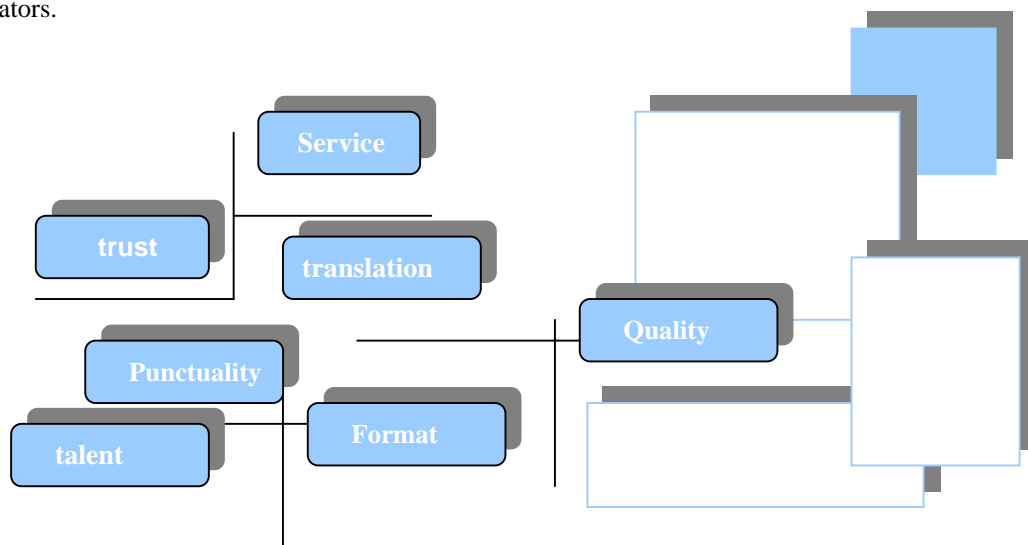 ators.
Service
trust
translation
Quality
Punctuality
Format
talent